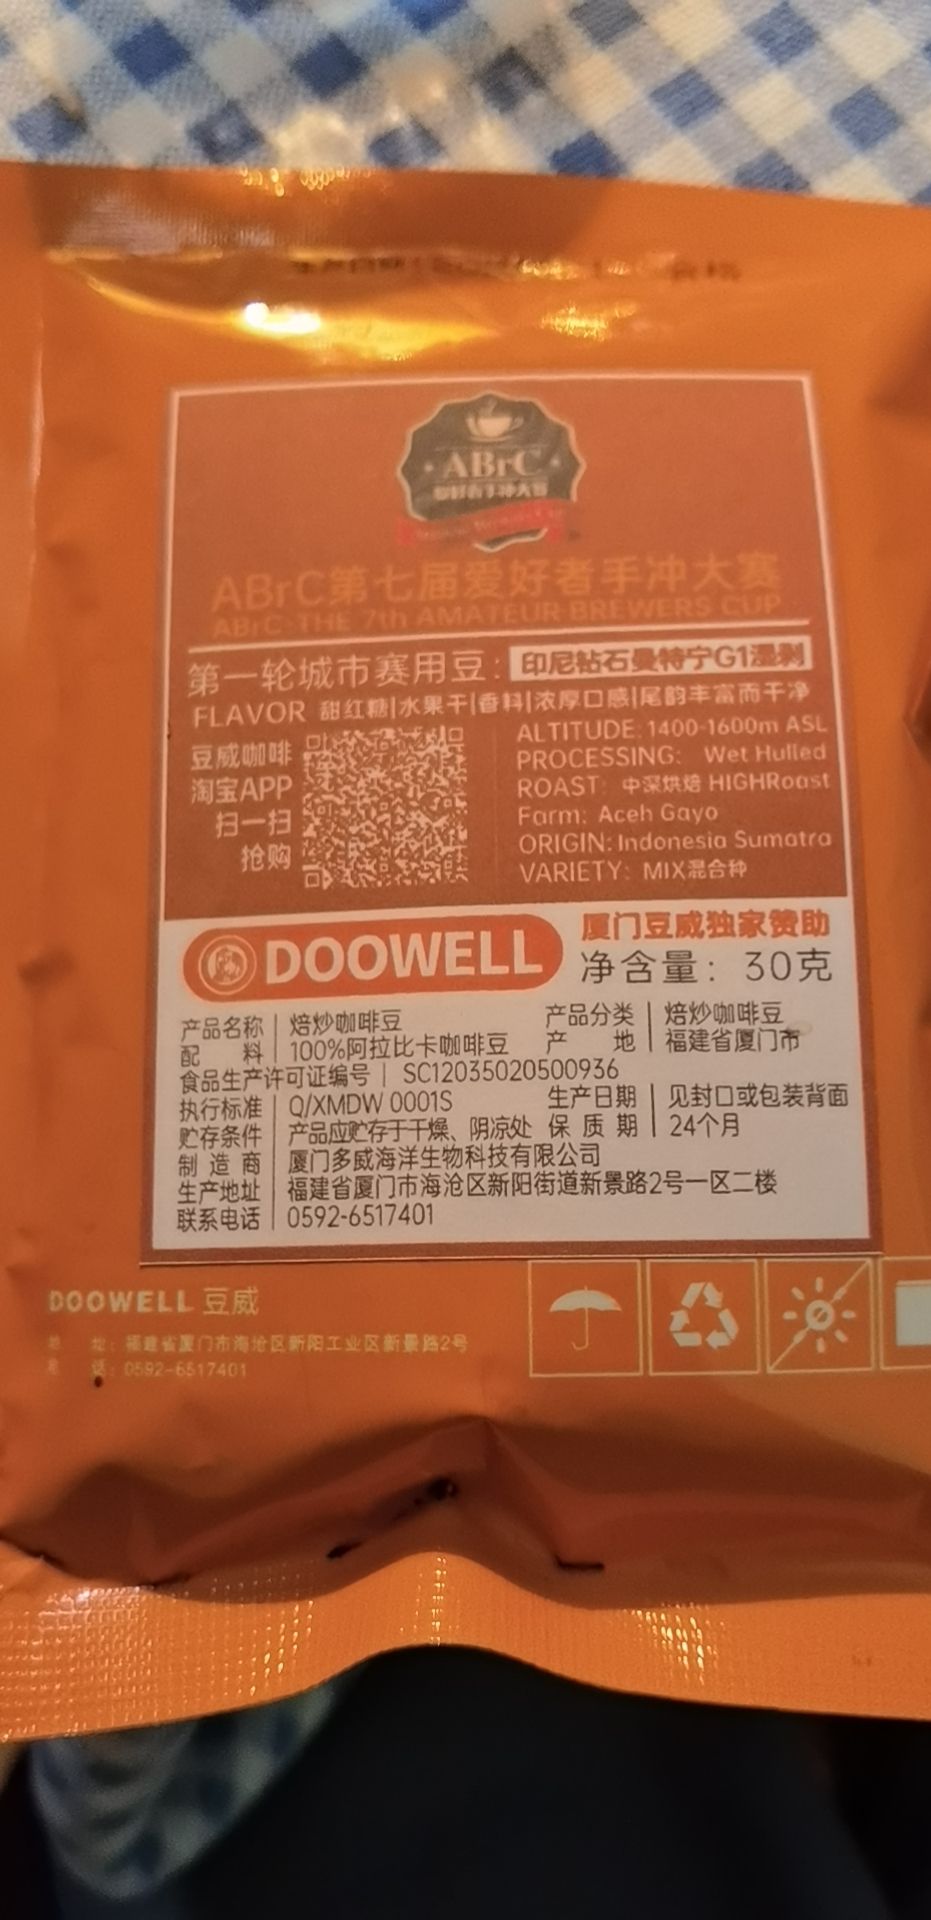 ABrC
爱好者手冲大赛
ABrC第七届爱好者手冲大赛
ABrC·THE 7th AMATEUR BREWERS CUP
第一轮城市赛用豆：印尼钻石曼特宁G1湿剥
FLAVOR 甜红糖|水果干|香料|浓厚口感|尾韵丰富而干净
豆威咖啡
淘宝APP
扫一扫
抢购
ALTITUDE: 1400-1600m ASL
PROCESSING: Wet Hulled
ROAST: 中深烘焙 HIGHRoast
Farm: Aceh Gayo
ORIGIN: Indonesia Sumatra
VARIETY: MIX混合种
DOOWELL
厦门豆威独家赞助
净含量：30克
产品名称 | 焙炒咖啡豆 产品分类 | 焙炒咖啡豆
配 料 | 100%阿拉比卡咖啡豆 产 地 | 福建省厦门市
食品生产许可证编号 | SC12035020500936
执行标准 | Q/XMDW 0001S 生产日期 | 见封口或包装背面
贮存条件 | 产品应贮存于干燥、阴凉处 保质期 | 24个月
制造商 | 厦门多威海洋生物科技有限公司
生产地址 | 福建省厦门市海沧区新阳街道新景路2号一区二楼
联系电话 | 0592-6517401
DOOWELL 豆威
地 址：福建省厦门市海沧区新阳工业区新景路2号
电 话：0592-6517401